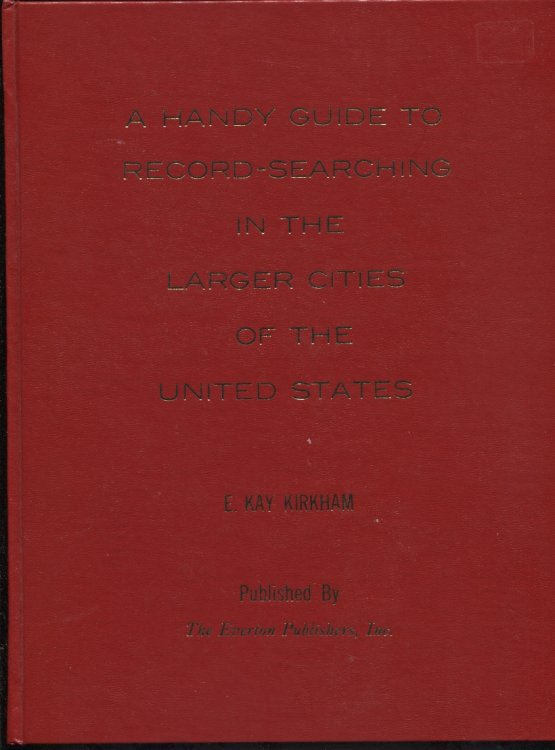 A HANDY GUIDE TO
RECORD-SEARCHING
IN THE
LARGER CITIES
OF THE
UNITED STATES
E. KAY KIRKHAM
Published By
The Everton Publishers, Inc.